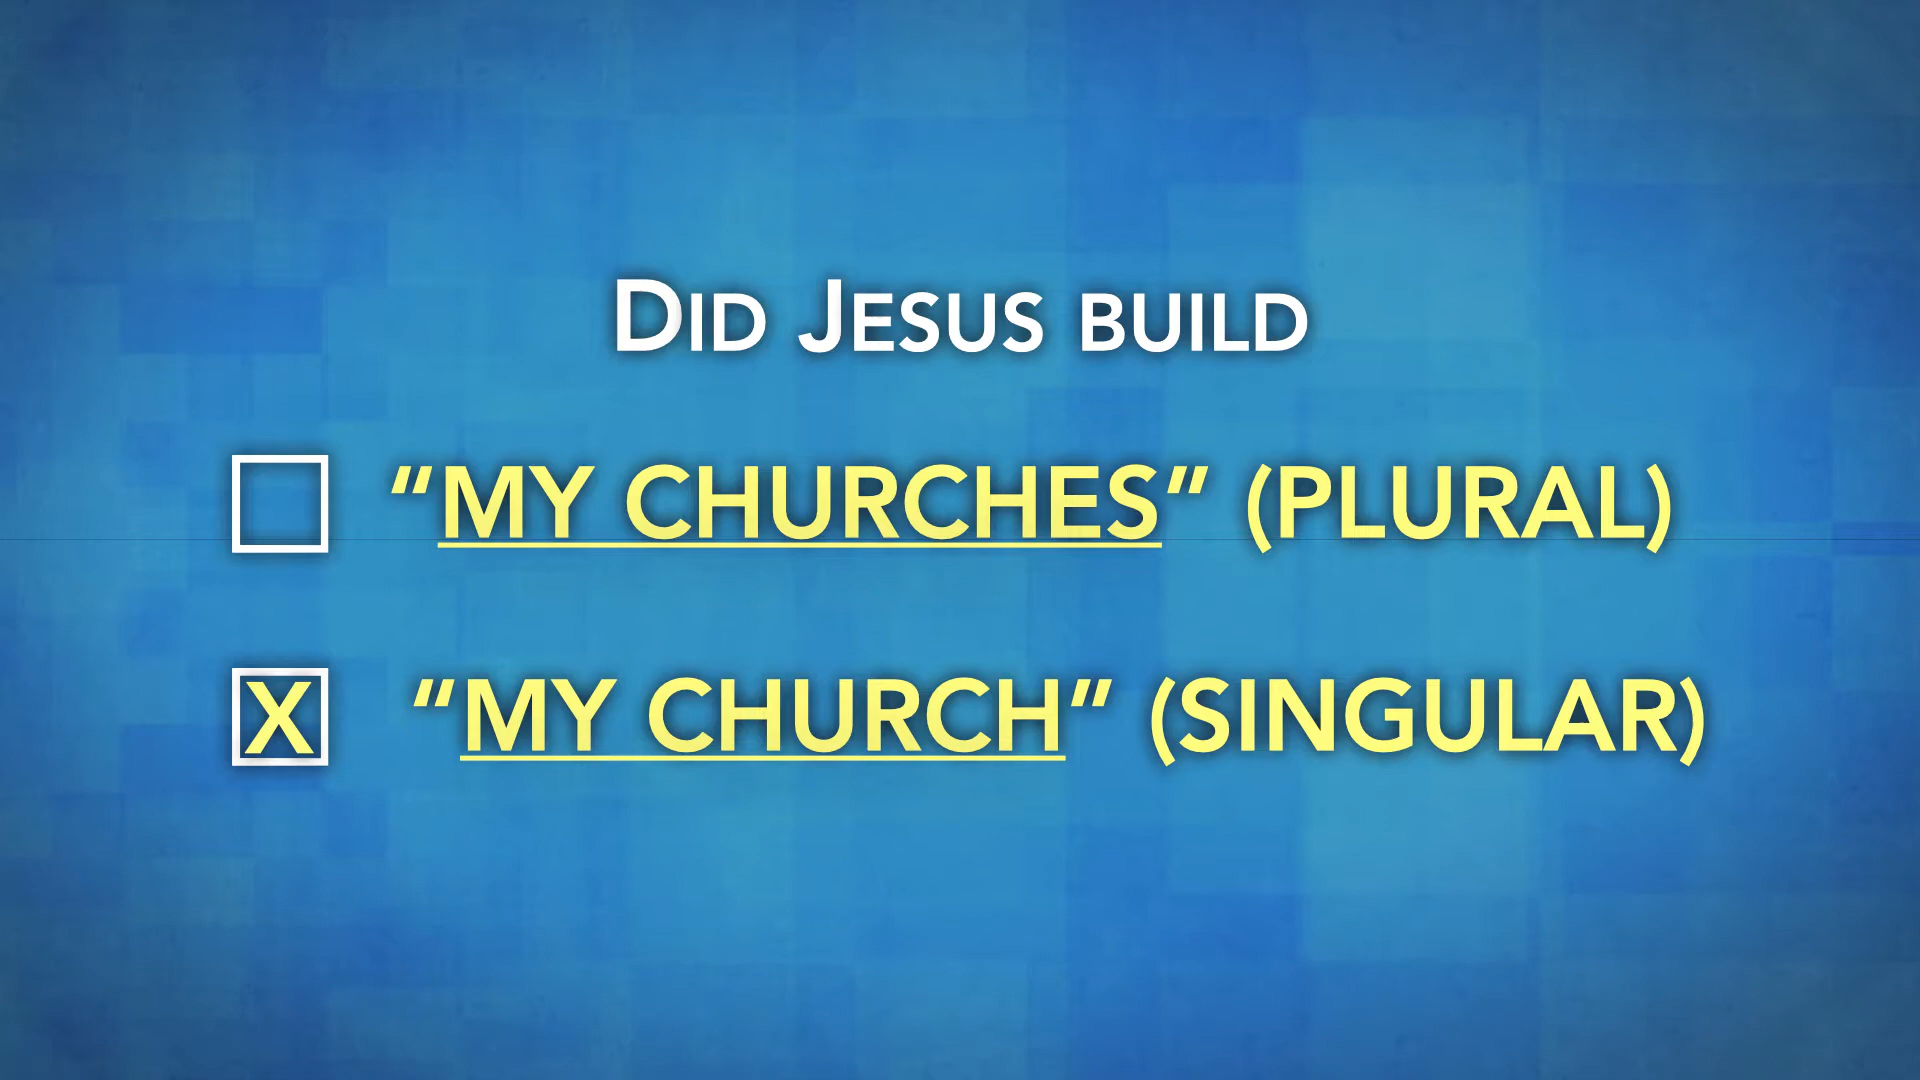 DID JESUS BUILD
“MY CHURCHES” (PLURAL)
X “MY CHURCH” (SINGULAR)